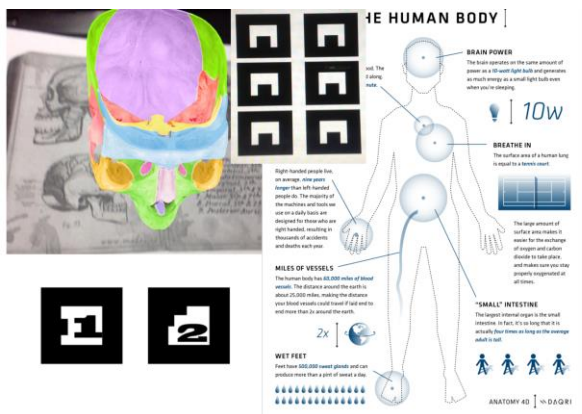 HE HUMAN BODY
BRAIN POWER
The brain operates on the same amount of
power as a 10-watt light bulb and generates
as much energy as a small light bulb even
when you're sleeping.
10w
ood. The
d along
nute.
BREATHE IN
The surface area of a human lung
is equal to a tennis court.
Right-handed people live,
on average, nine years
longer than left-handed
people do. The majority of
the machines and tools we
use on a daily basis are
designed for those who are
right handed, resulting in
thousands of accidents
and deaths each year.
The large amount of
surface area makes it
easier for the exchange
of oxygen and carbon
dioxide to take place,
and makes sure you stay
properly oxygenated at
all times.
MILES OF VESSELS
The human body has 60,000 miles of blood
vessels. The distance around the earth is
about 25,000 miles, making the distance
your blood vessels could travel if laid end to
end more than 2x around the earth.
2x
"SMALL" INTESTINE
The largest internal organ is the small
intestine. In fact, it's so long that it is
actually four times as long as the average
adult is tall.
WET FEET
Feet have 500,000 sweat glands and can
produce more than a pint of sweat a day.
1
2
ANATOMY 4D
DAQRI